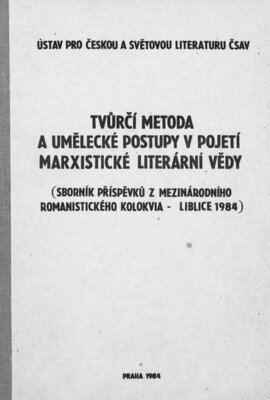 ÚSTAV PRO ČESKOU A SVĚTOVOU LITERATURU ČSAV
TVŮRČÍ METODA
A UMĚLECKÉ POSTUPY V POJETÍ
MARXISTICKÉ LITERÁRNÍ VĚDY
(SBORNÍK PŘÍSPĚVKŮ Z MEZINÁRODNÍHO
ROMANISTICKÉHO KOLOKVIA - LIBLICE 1984)
PRAHA 1984